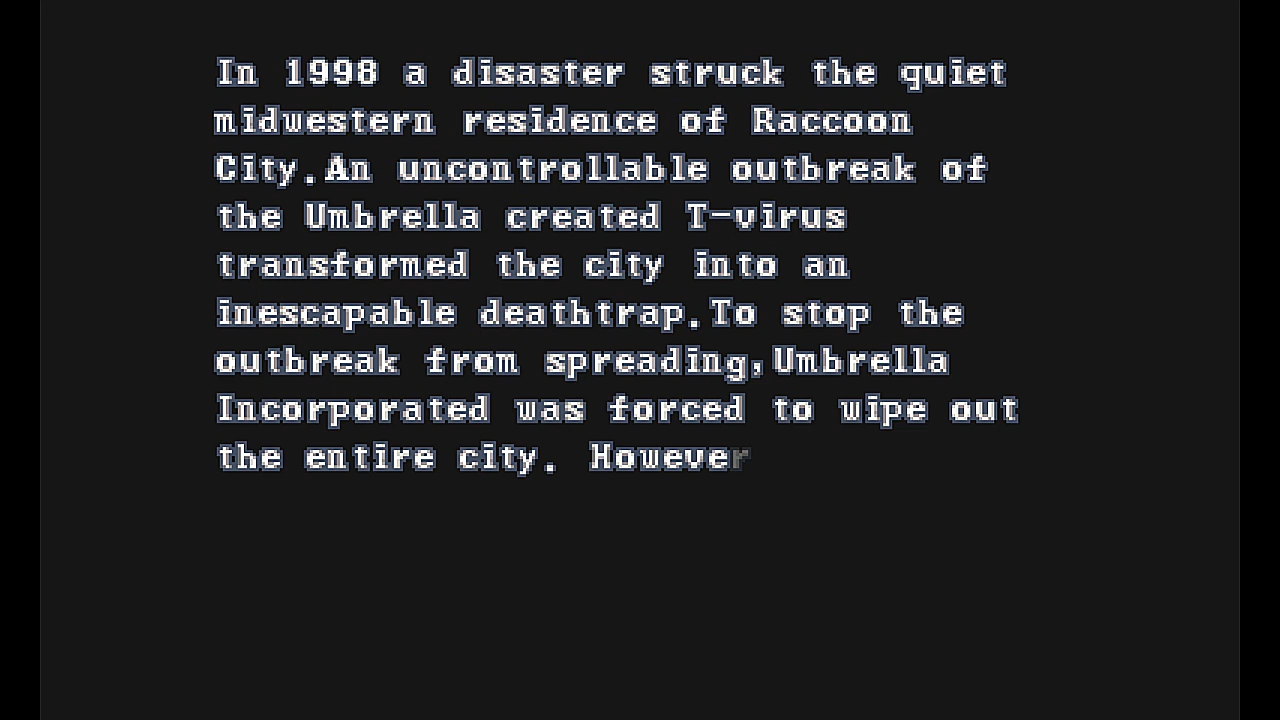 In 1998 a disaster struck the quiet
midwestern residence of Raccoon
City.An uncontrollable outbreak of
the Umbrella created T-virus
transformed the city into an
inescapable deathtrap.To stop the
outbreak from spreading,Umbrella
Incorporated was forced to wipe out
the entire city. However